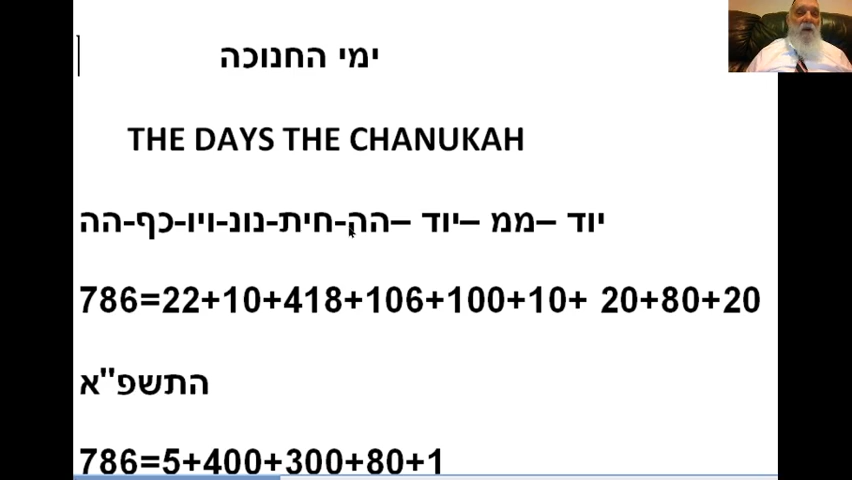 ימי החנוכה
THE DAYS THE CHANUKAH
יוד –ממ –יוד –הה-חית-נונ-ויו-כף-הה
786=22+10+418+106+100+10+ 20+80+20
התשפ"א
786=5+400+300+80+1